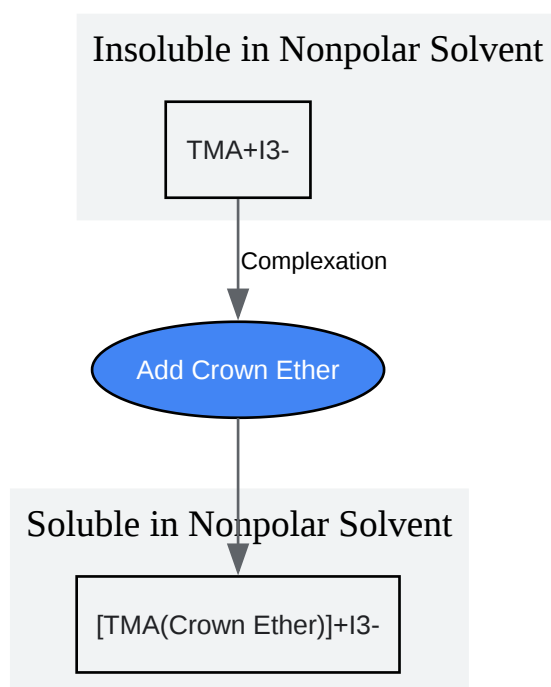 Insoluble in Nonpolar Solvent
TMA+I3-
Complexation
Add Crown Ether
Soluble in Nonpolar Solvent
[TMA(Crown Ether)]+I3-